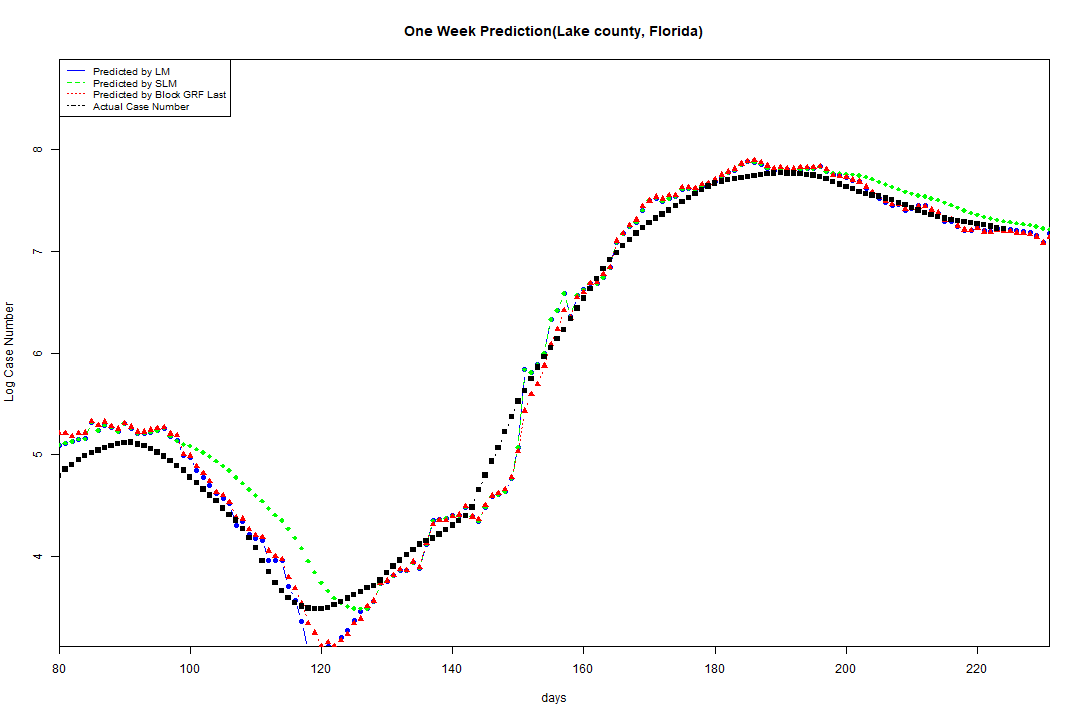 One Week Prediction(Lake county, Florida)
Predicted by LM
Predicted by SLM
Predicted by Block GRF Last
Actual Case Number
8
7
6
5
4
Log Case Number
80 100 120 140 160 180 200 220
days